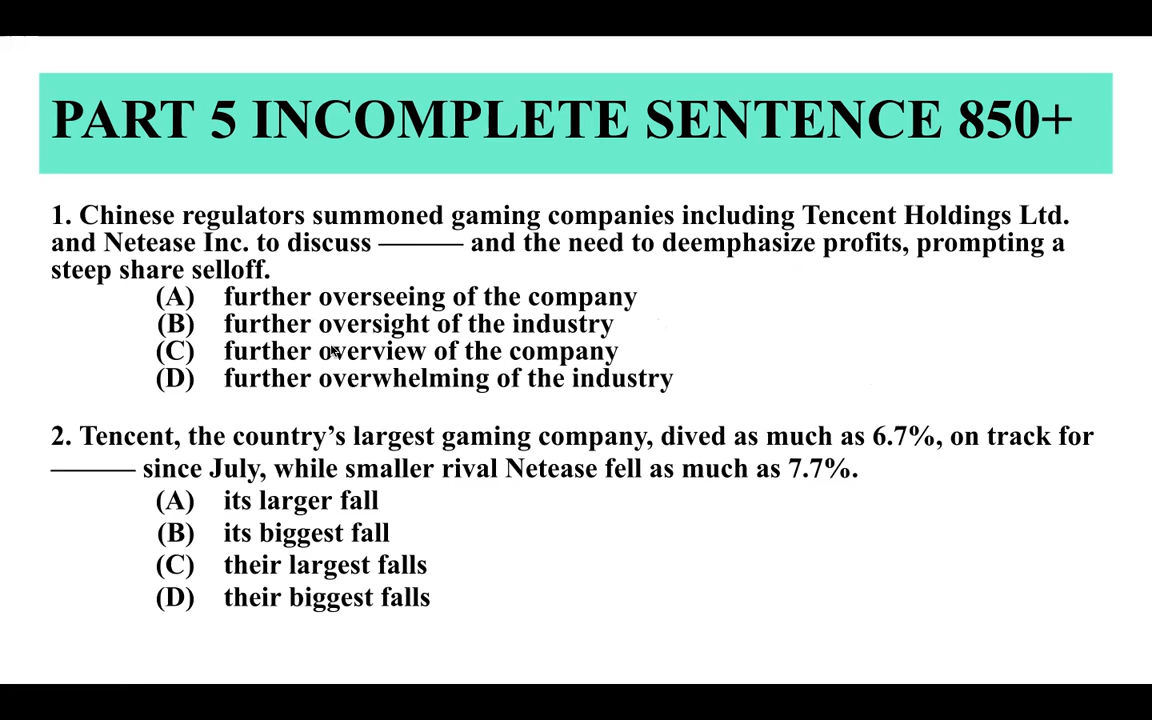 PART 5 INCOMPLETE SENTENCE 850+
1. Chinese regulators summoned gaming companies including Tencent Holdings Ltd.
and Netease Inc. to discuss ——— and the need to deemphasize profits, prompting a
steep share selloff.
(A) further overseeing of the company
(B) further oversight of the industry
(C) further overview of the company
(D) further overwhelming of the industry
2. Tencent, the country’s largest gaming company, dived as much as 6.7%, on track for
——— since July, while smaller rival Netease fell as much as 7.7%.
(A) its larger fall
(B) its biggest fall
(C) their largest falls
(D) their biggest falls